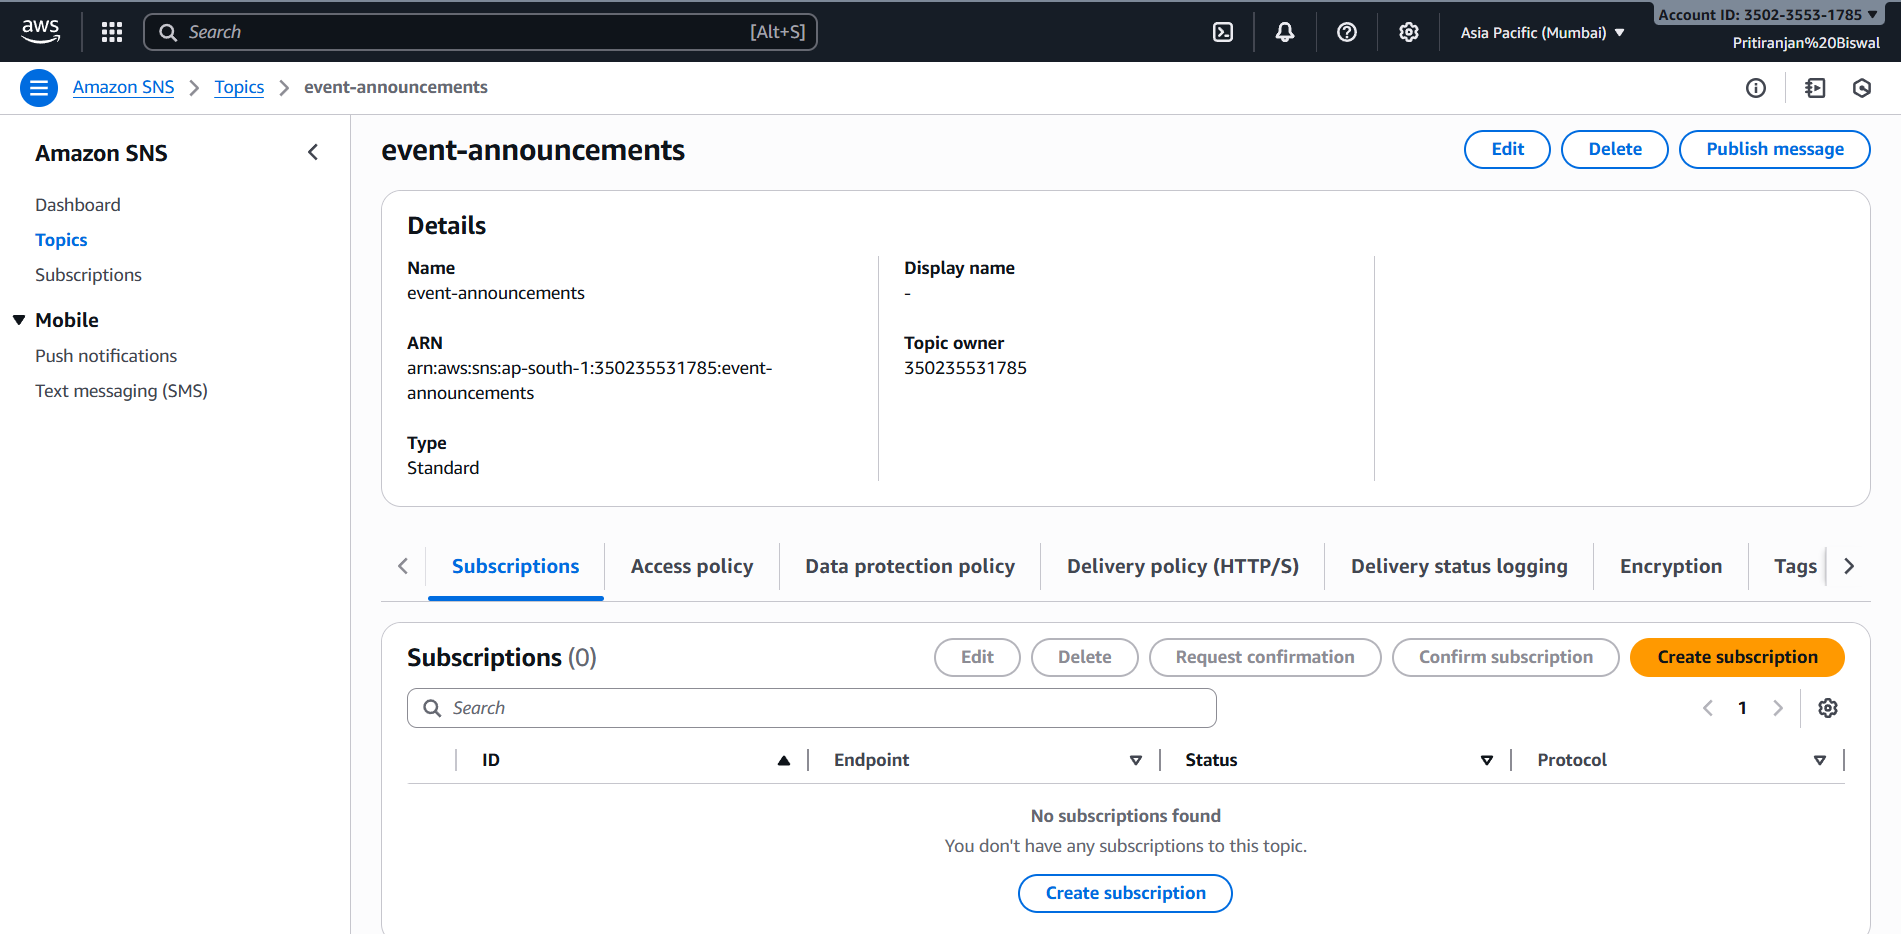 aws
Search
[Alt+S]
Asia Pacific (Mumbai)
Account ID: 3502-3553-1785
Pritiranjan%20Biswal
Amazon SNS
Topics
event-announcements
Amazon SNS
Dashboard
Topics
Subscriptions
Mobile
Push notifications
Text messaging (SMS)
event-announcements
Edit
Delete
Publish message
Details
Name
event-announcements
ARN
arn:aws:sns:ap-south-1:350235531785:event-
announcements
Type
Standard
Display name
-
Topic owner
350235531785
Subscriptions
Access policy
Data protection policy
Delivery policy (HTTP/S)
Delivery status logging
Encryption
Tags
Subscriptions (0)
Edit
Delete
Request confirmation
Confirm subscription
Create subscription
Search
1
ID
Endpoint
Status
Protocol
No subscriptions found
You don't have any subscriptions to this topic.
Create subscription